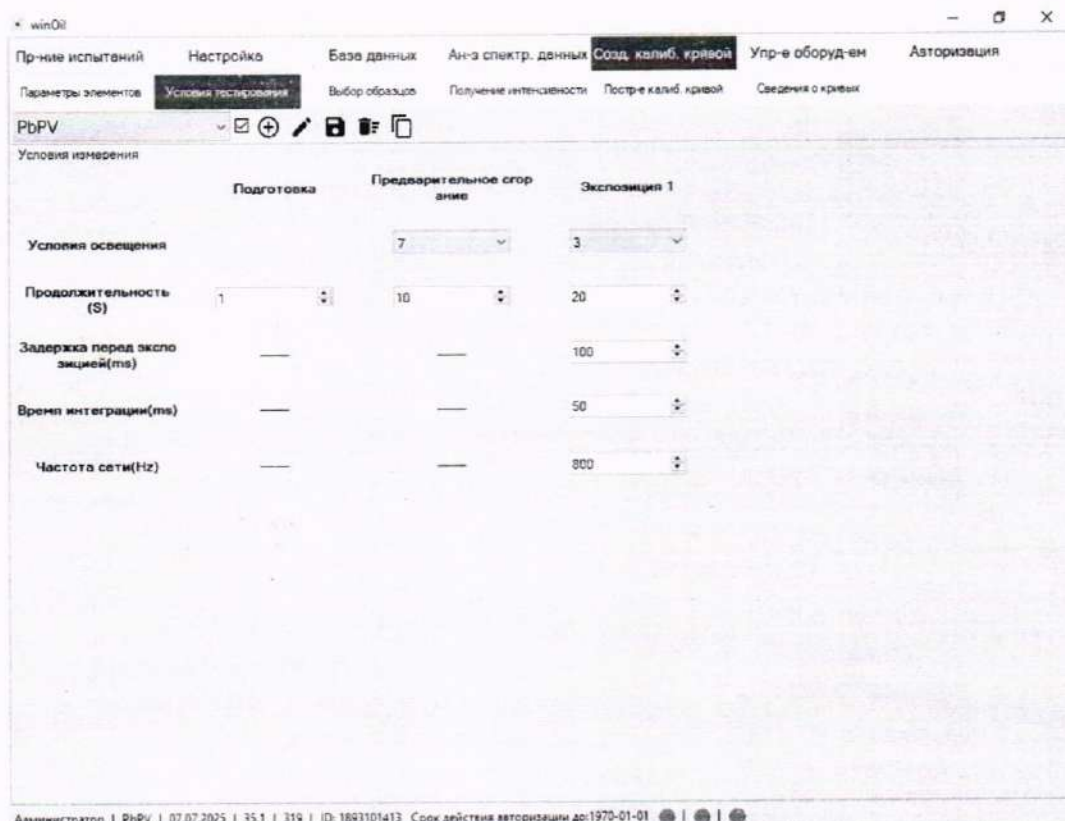 winOil
Пр-ние испытаний Настройка База данных Ан-з спектр. данных Созд. калиб. кривой Упр-е оборуд-ем Авторизация
Параметры элементов Условия тестирования Выбор образцов Получение интенсивности Постр-е калиб. кривой Сведения о кривых
PbPV
Условия измерения
Подготовка Предварительное сгор Экспозиция 1
ание
Условия освещения 7 3
Продолжительность
(S) 1 10 20
Задержка перед экспо
зицией(ms) 100
Время интеграции(ms) 50
Частота сети(Hz) 800
Администратор | PbPV | 07.07.2025 | 35.1 | 319 | ID: 1893101413 Срок действия авторизации до:1970-01-01